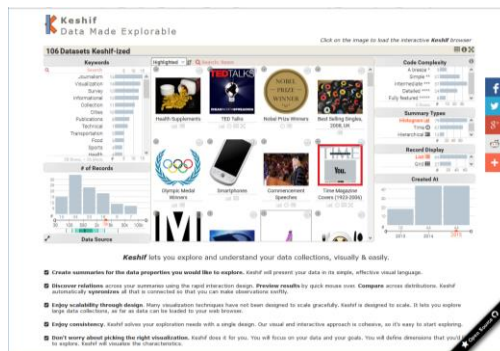 Keshif
Data Made Explorable
Click on the image to load the interactive Keshif browser
106 Datasets Keshif-ized
Keywords
Search
Journalism
Visualization
Survey
Informational
Collection
Cities
Publications
Technical
Transportation
Food
Sports
Health
# of Records
Data Source
Highlighted
Search: Name
TED TALKS
NOBEL
PRIZE
WINNER
Health Supplements
TED Talks
Nobel Prize Winners
Best Selling Singles,
2008, UK
You.
Olympic Medal
Winners
Smartphones
Commencement
Speeches
Time Magazine
Covers (1923-2004)
Code Complexity
A Breeze
Simple
Intermediate
Detailed
Fully featured
Summary Types
Histogram
Time
Hierarchical
Record Display
List
Grid
Created At
2013
2014
2015
Keshif lets you explore and understand your data collections, visually & easily.
Create summaries for the data properties you would like to explore. Keshif will present your data in its simple, effective visual language.
Discover relations across your summaries using the rapid interaction design. Preview results by quick mouse over. Compare across distributions. Keshif
automatically syncronizes all that is connected so that you can make observations swiftly.
Enjoy scalability through design. Many visualization techniques have not been designed to scale gracefully. Keshif is designed to scale. It lets you explore
large data collections, as far as data can be loaded to your web browser.
Enjoy consistency. Keshif solves your exploration needs with a single design. Our visual and interactive approach is cohesive, so it's easy to start exploring.
Don't worry about picking the right visualization. Keshif does it for you. You will focus on your data and your goals. You will define dimensions that you'd
to explore. Keshif will visualize the characteristics.
Open Source